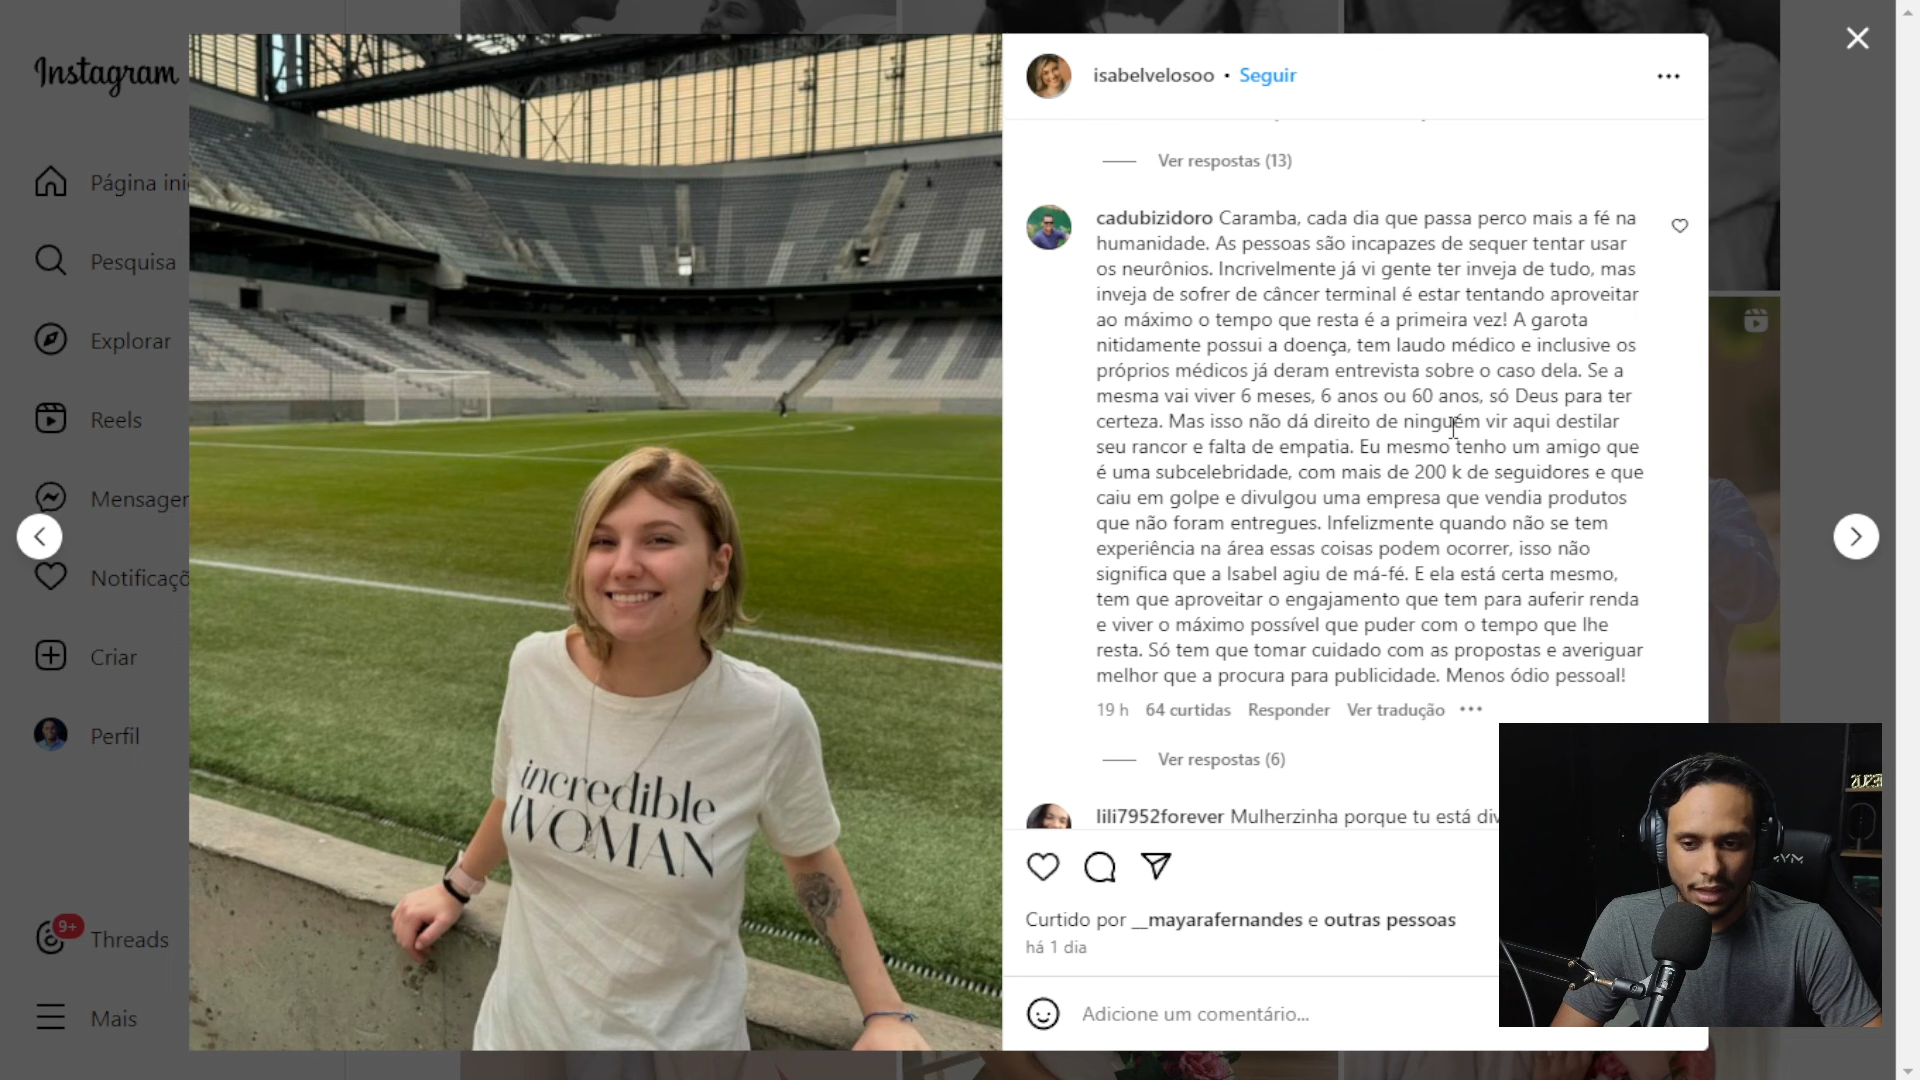 Instagram
Página ini
Pesquisa
Explorar
Reels
Mensager
Notificaçõ
Criar
Perfil
9+
Threads
Mais
incredible
WOMAN
isabelvelosoo • Seguir
Ver respostas (13)
cadubizidoro Caramba, cada dia que passa perco mais a fé na
humanidade. As pessoas são incapazes de sequer tentar usar
os neurônios. Incrivelmente já vi gente ter inveja de tudo, mas
inveja de sofrer de câncer terminal é estar tentando aproveitar
ao máximo o tempo que resta é a primeira vez! A garota
nitidamente possui a doença, tem laudo médico e inclusive os
próprios médicos já deram entrevista sobre o caso dela. Se a
mesma vai viver 6 meses, 6 anos ou 60 anos, só Deus para ter
certeza. Mas isso não dá direito de ninguém vir aqui destilar
seu rancor e falta de empatia. Eu mesmo tenho um amigo que
é uma subcelebridade, com mais de 200 k de seguidores e que
caiu em golpe e divulgou uma empresa que vendia produtos
que não foram entregues. Infelizmente quando não se tem
experiência na área essas coisas podem ocorrer, isso não
significa que a Isabel agiu de má-fé. E ela está certa mesmo,
tem que aproveitar o engajamento que tem para auferir renda
e viver o máximo possível que puder com o tempo que lhe
resta. Só tem que tomar cuidado com as propostas e averiguar
melhor que a procura para publicidade. Menos ódio pessoal!
19 h 64 curtidas Responder Ver tradução
Ver respostas (6)
lili7952forever Mulherzinha porque tu está div
Curtido por __mayarafernandes e outras pessoas
há 1 dia
Adicione um comentário...